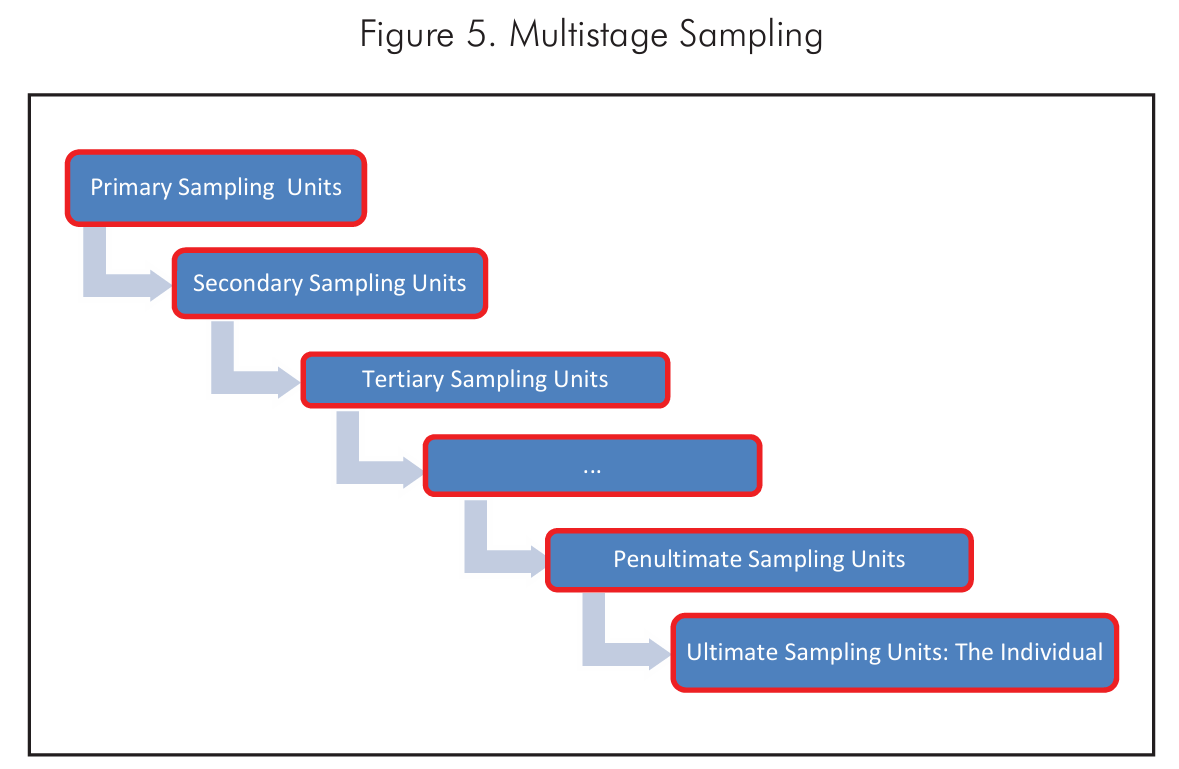 Figure 5. Multistage Sampling
Primary Sampling Units
Secondary Sampling Units
Tertiary Sampling Units
...
Penultimate Sampling Units
Ultimate Sampling Units: The Individual